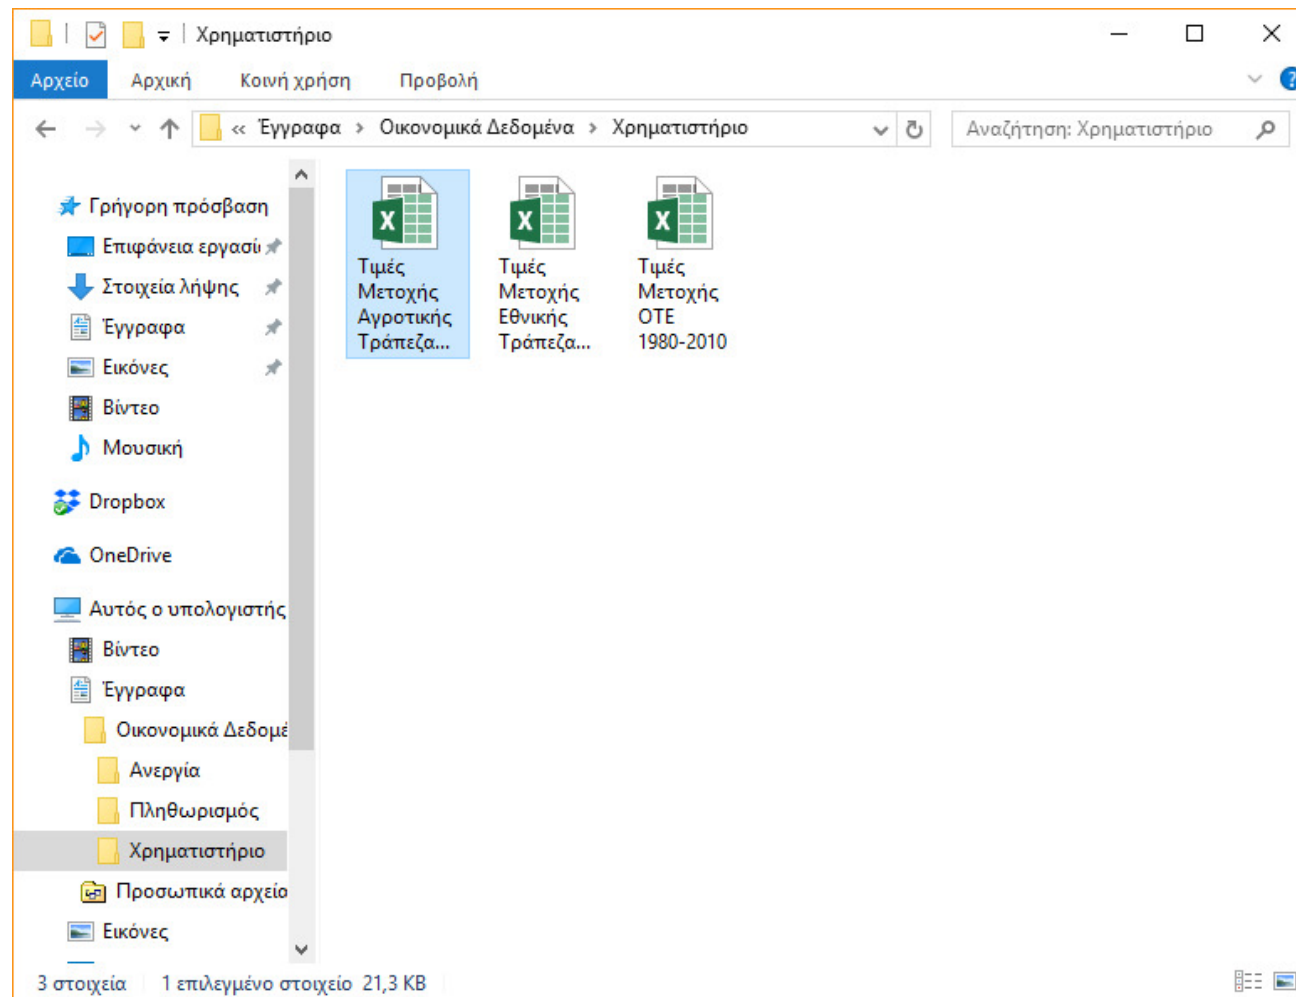 Χρηματιστήριο
Αρχείο Αρχική Κοινή χρήση Προβολή
« Έγγραφα > Οικονομικά Δεδομένα > Χρηματιστήριο
Αναζήτηση: Χρηματιστήριο
Γρήγορη πρόσβαση
Επιφάνεια εργασί
Στοιχεία λήψης
Έγγραφα
Εικόνες
Βίντεο
Μουσική
Dropbox
OneDrive
Αυτός ο υπολογιστής
Βίντεο
Έγγραφα
Οικονομικά Δεδομέ
Ανεργία
Πληθωρισμός
Χρηματιστήριο
Προσωπικά αρχεία
Εικόνες
Τιμές
Μετοχής
Αγροτικής
Τράπεζα...
Τιμές
Μετοχής
Εθνικής
Τράπεζα...
Τιμές
Μετοχής
ΟΤΕ
1980-2010
3 στοιχεία 1 επιλεγμένο στοιχείο 21,3 KB